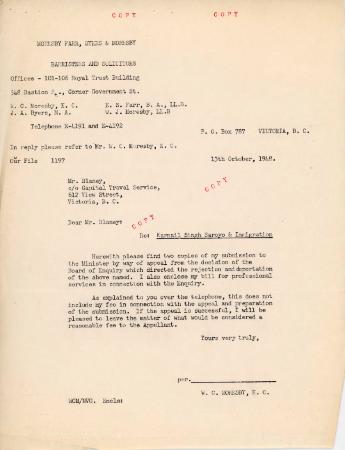 COPY COPY
MORESBY FARR, BYERS & MORESBY
BARRISTERS AND SOLICITORS
Offices - 101-106 Royal Trust Building
548 Bastion St., Corner Government St.
W. C. Moresby, K. C. E. N. Farr, B. A., LL.B.
J. A. Byers, M. A. W. J. Moresby, LL.B
Telephone E-4191 and E-4192
P. O. Box 787 VICTORIA, B. C.
In reply please refer to Mr. W. C. Moresby, K. C.
Our File 1197 13th October, 1948.
Mr. Blamey,
c/o Capital Travel Service,
612 View Street,
Victoria, B. C.
COPY
Dear Mr. Blamey:
COPY
Re: Karnail Singh Saroye & Immigration
Herewith please find two copies of my submission to
the Minister by way of appeal from the decision of the
Board of Enquiry which directed the rejection and deportation
of the above named. I also enclose my bill for professional
services in connection with the Enquiry.
As explained to you over the telephone, this does not
include my fee in connection with the appeal and preparation
of the submission. If the appeal is successful, I will be
pleased to leave the matter of what would be considered a
reasonable fee to the Appellant.
Yours very truly,
per.
W. C. MORESBY, K. C.
Encls: